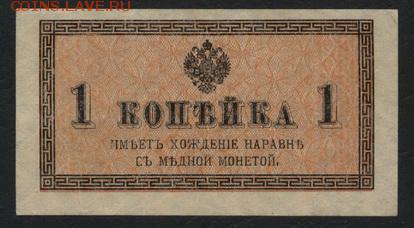 COINS.LAVE.RU
1 КОПѢЙКА 1
ИМѢЕТЪ ХОЖДЕНІЕ НАРАВНѢ
СЪ МѢДНОЙ МОНЕТОЙ.